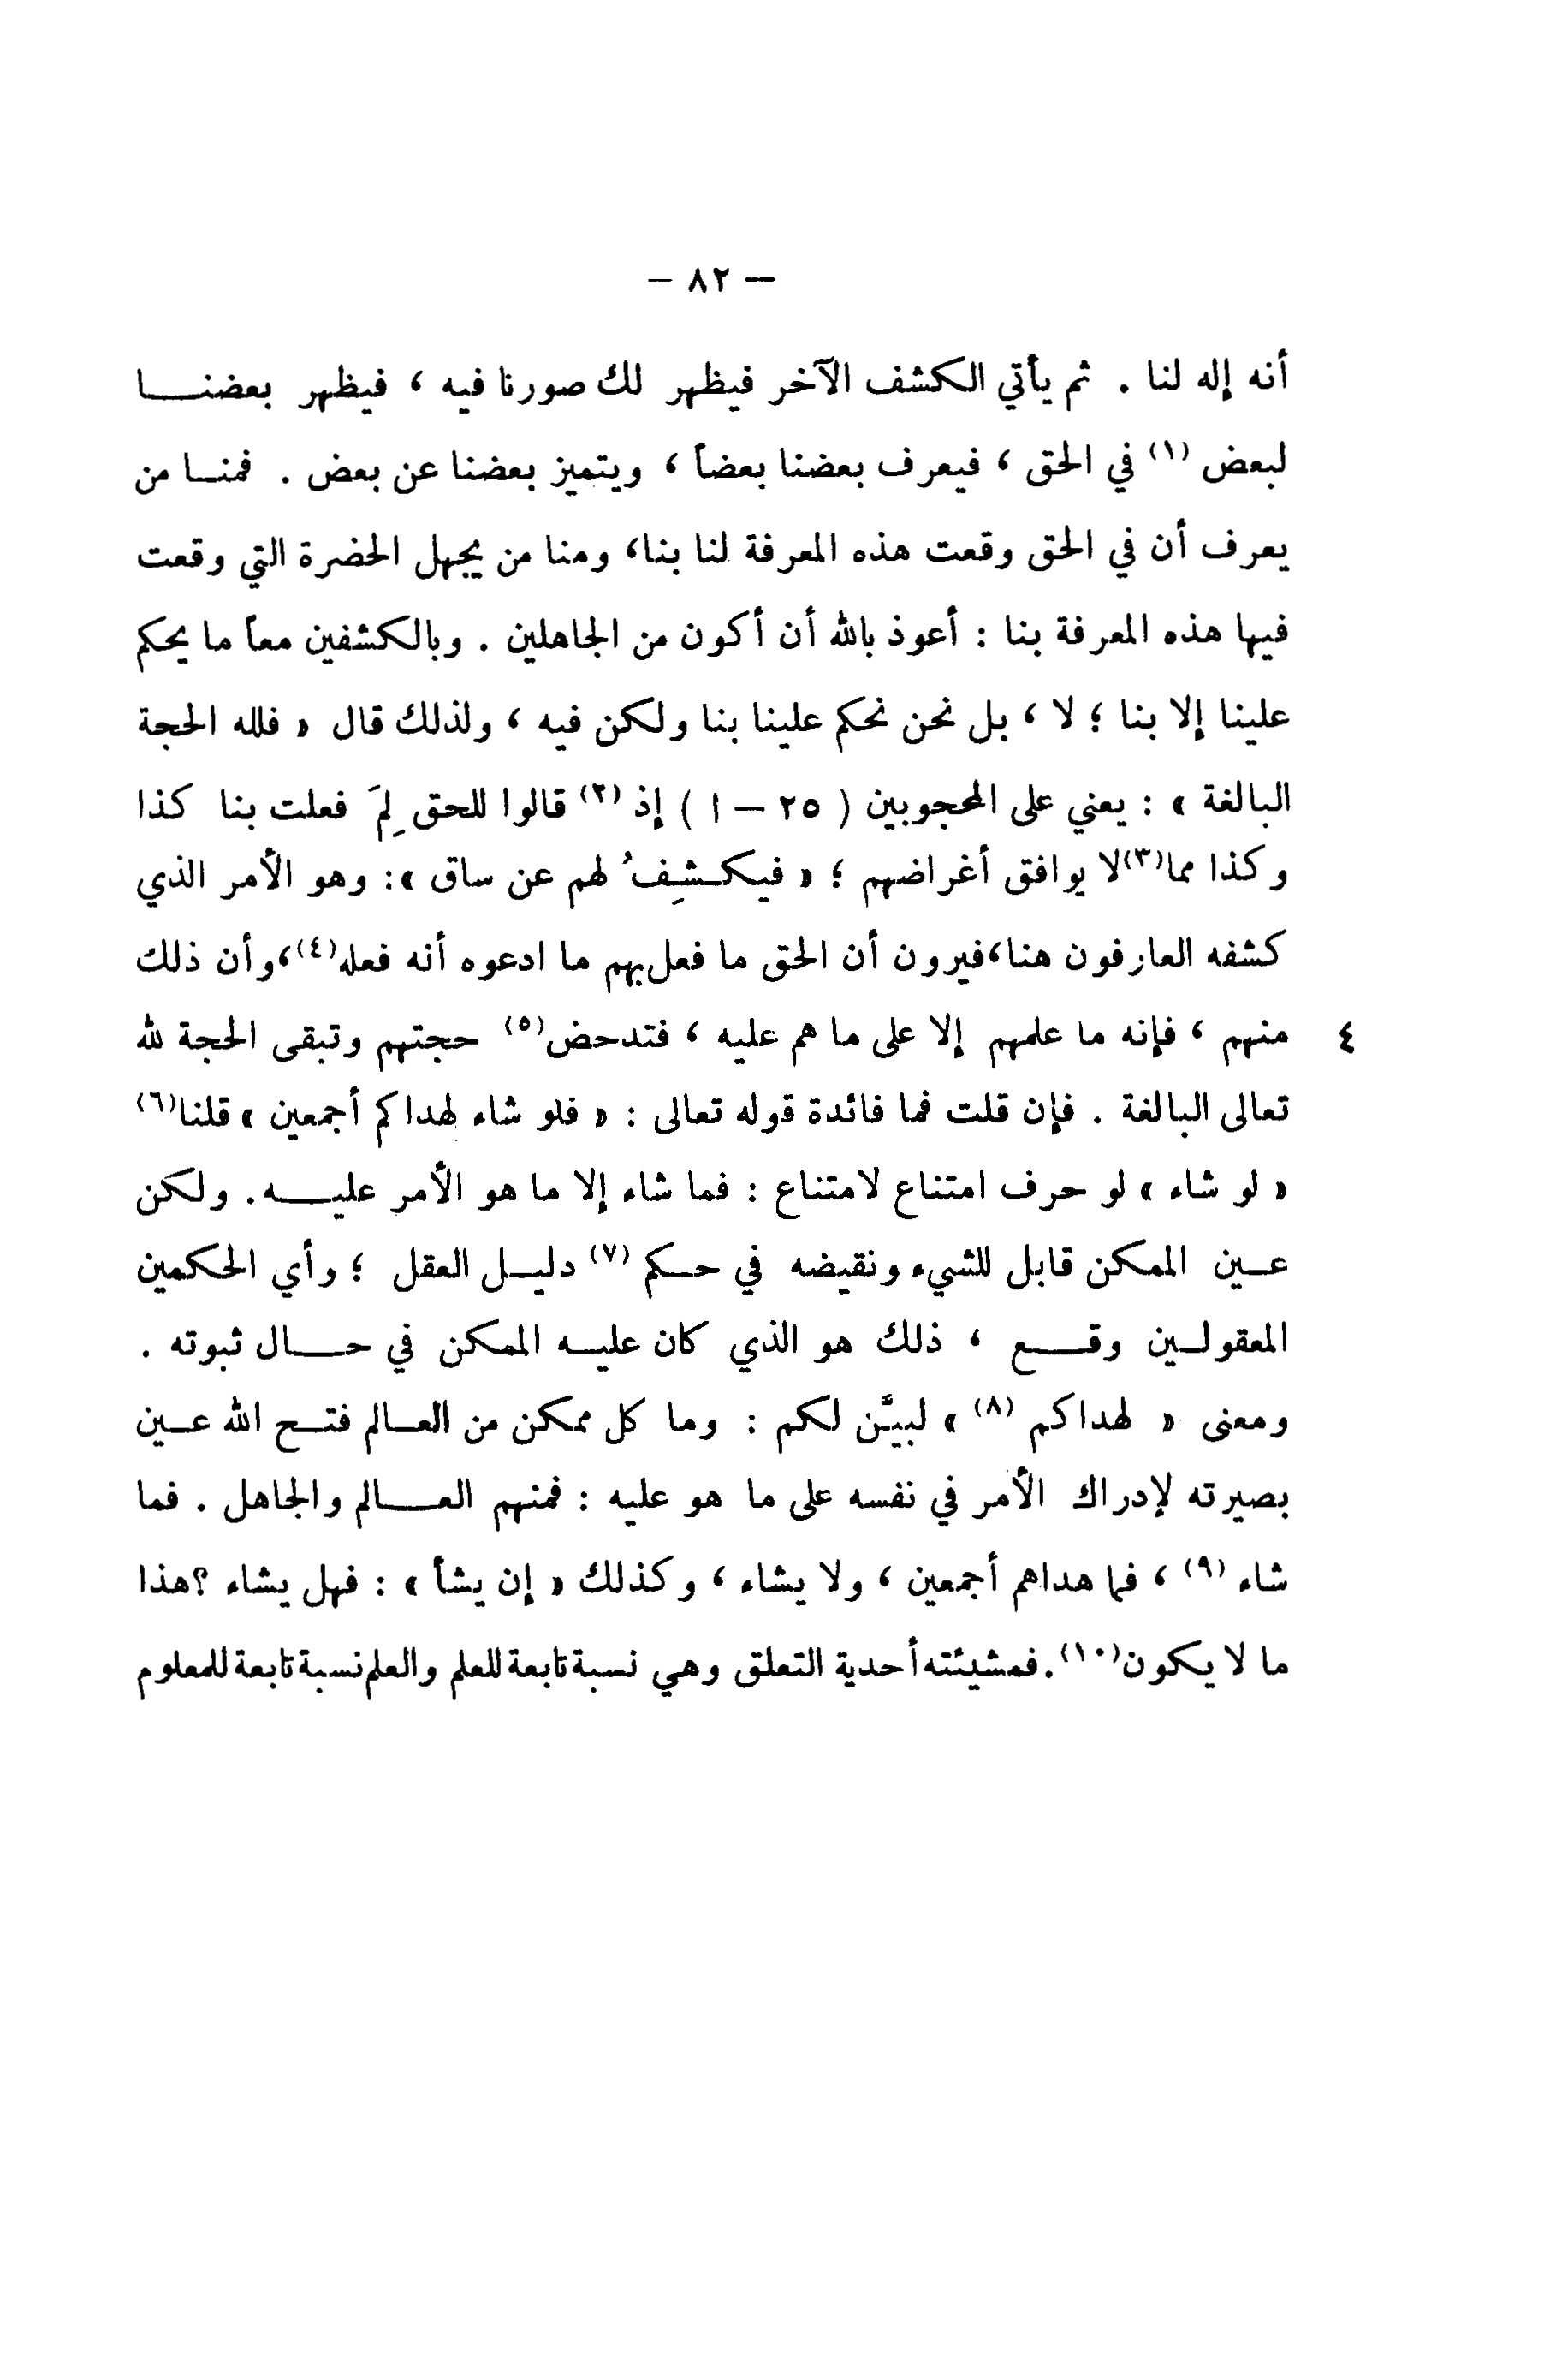 — ٨٢ —
أنه إله لنا . ثم يأتي الكشف الآخر فيظهر لك صورنا فيه ، فيظهر بعضنا
لبعض (١) في الحق ، فيعرف بعضنا بعضاً ، ويتميز بعضنا عن بعض . فمنا من
يعرف أن في الحق وقعت هذه المعرفة لنا بنا، ومنا من يجهل الحضرة التي وقعت
فيها هذه المعرفة بنا : أعوذ بالله أن أكون من الجاهلين . وبالكشفين معاً ما يحكم
علينا إلا بنا ؛ لا ، بل نحن نحكم علينا بنا ولكن فيه ، ولذلك قال « فلله الحجة
البالغة » : يعني على المحجوبين ( ٢٥ – ا ) إذ (٢) قالوا للحق لِمَ فعلت بنا كذا
وكذا مما(٣)لا يوافق أغراضهم ؛ « فيكشِفُ لهم عن ساق »: وهو الأمر الذي
كشفه العارفون هنا،فيرون أن الحق ما فعل بهم ما ادعوه أنه فعله(٤)،وأن ذلك
٤ منهم ، فإنه ما علمهم إلا على ما هم عليه ، فتدحض(٥) حجتهم وتبقى الحجة لله
تعالى البالغة . فإن قلت فما فائدة قوله تعالى : « فلو شاء لهداكم أجمعين » قلنا(٦)
« لو شاء » لو حرف امتناع لامتناع : فما شاء إلا ما هو الأمر عليه. ولكن
عين الممكن قابل للشيء ونقيضه في حكم (٧) دليل العقل ؛ وأي الحكمين
المعقولين وقع ، ذلك هو الذي كان عليه الممكن في حال ثبوته .
ومعنى « لهداكم (٨) » لبيَّن لكم : وما كل ممكن من العالم فتح الله عين
بصيرته لإدراك الأمر في نفسه على ما هو عليه : فمنهم العالم والجاهل . فما
شاء (٩) ، فما هداهم أجمعين ، ولا يشاء ، وكذلك « إن يشأ » : فهل يشاء ؟هذا
ما لا يكون(١٠).فمشيئته أحدية التعلق وهي نسبة تابعة للعلم والعلم نسبة تابعة للمعلوم